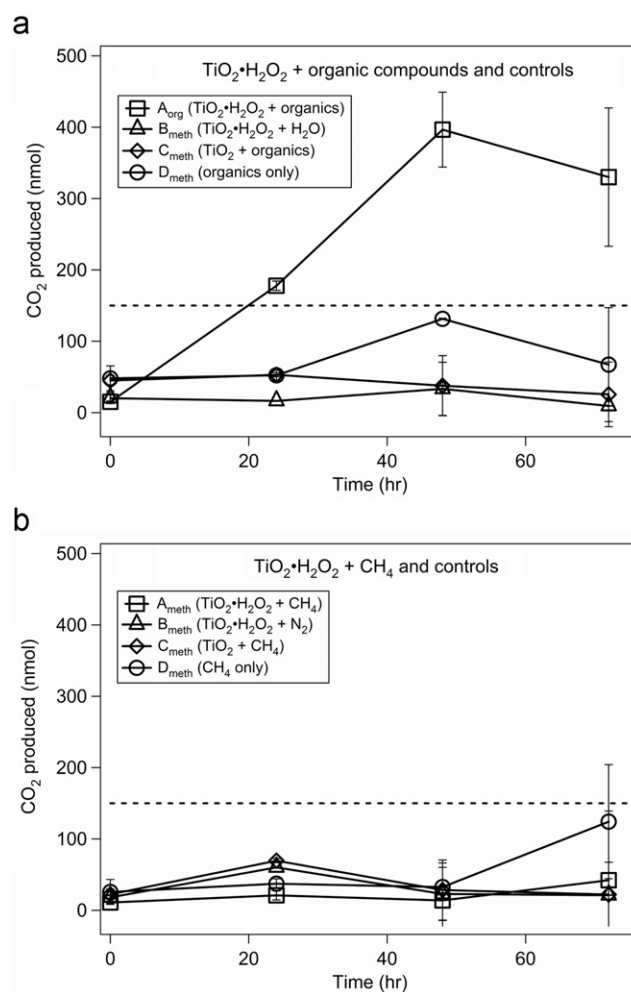 a
500
400
300
200
100
0
CO₂ produced (nmol)
TiO₂•H₂O₂ + organic compounds and controls
A_org (TiO₂•H₂O₂ + organics)
B_meth (TiO₂•H₂O₂ + H₂O)
C_meth (TiO₂ + organics)
D_meth (organics only)
0 20 40 60
Time (hr)
b
500
400
300
200
100
0
CO₂ produced (nmol)
TiO₂•H₂O₂ + CH₄ and controls
A_meth (TiO₂•H₂O₂ + CH₄)
B_meth (TiO₂•H₂O₂ + N₂)
C_meth (TiO₂ + CH₄)
D_meth (CH₄ only)
0 20 40 60
Time (hr)